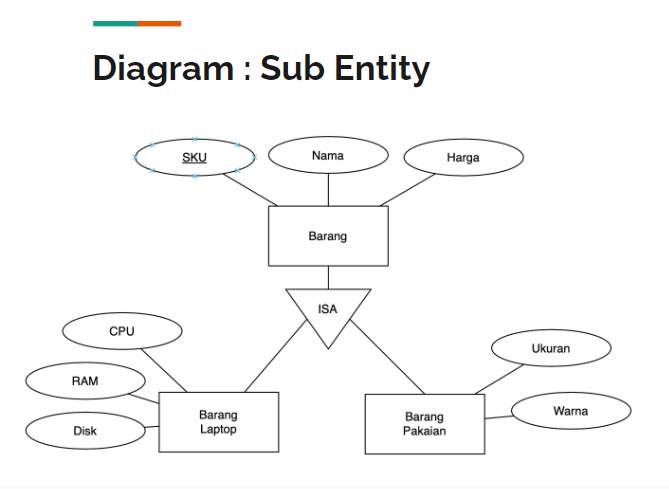 Diagram : Sub Entity
SKU
Nama
Harga
Barang
ISA
CPU
RAM
Disk
Barang
Laptop
Ukuran
Warna
Barang
Pakaian